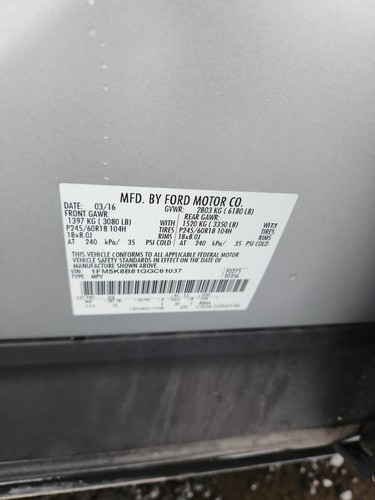 MFD. BY FORD MOTOR CO.
DATE: 03/16 GVWR: 2803 KG ( 6180 LB)
FRONT GAWR: REAR GAWR:
1397 KG ( 3080 LB) 1520 KG ( 3350 LB) WITH
P245/60R18 104H P245/60R18 104H TIRES
18x8.0J 18x8.0J RIMS
AT 240 kPa/ 35 PSI COLD AT 240 kPa/ 35 PSI COLD
THIS VEHICLE CONFORMS TO ALL APPLICABLE FEDERAL MOTOR
VEHICLE SAFETY STANDARDS IN EFFECT ON THE DATE OF
MANUFACTURE SHOWN ABOVE.
VIN: 1FM5K8B81GGC61037
TYPE: MPV